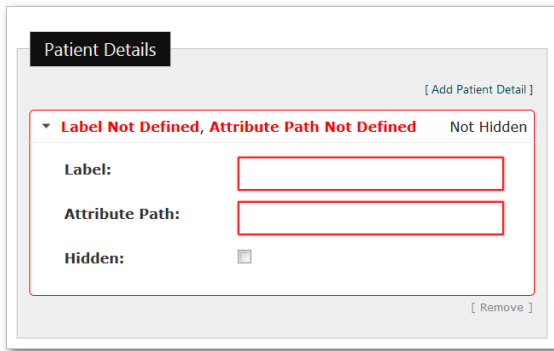 Patient Details
[ Add Patient Detail ]
Label Not Defined, Attribute Path Not Defined Not Hidden
Label:
Attribute Path:
Hidden:
[ Remove ]